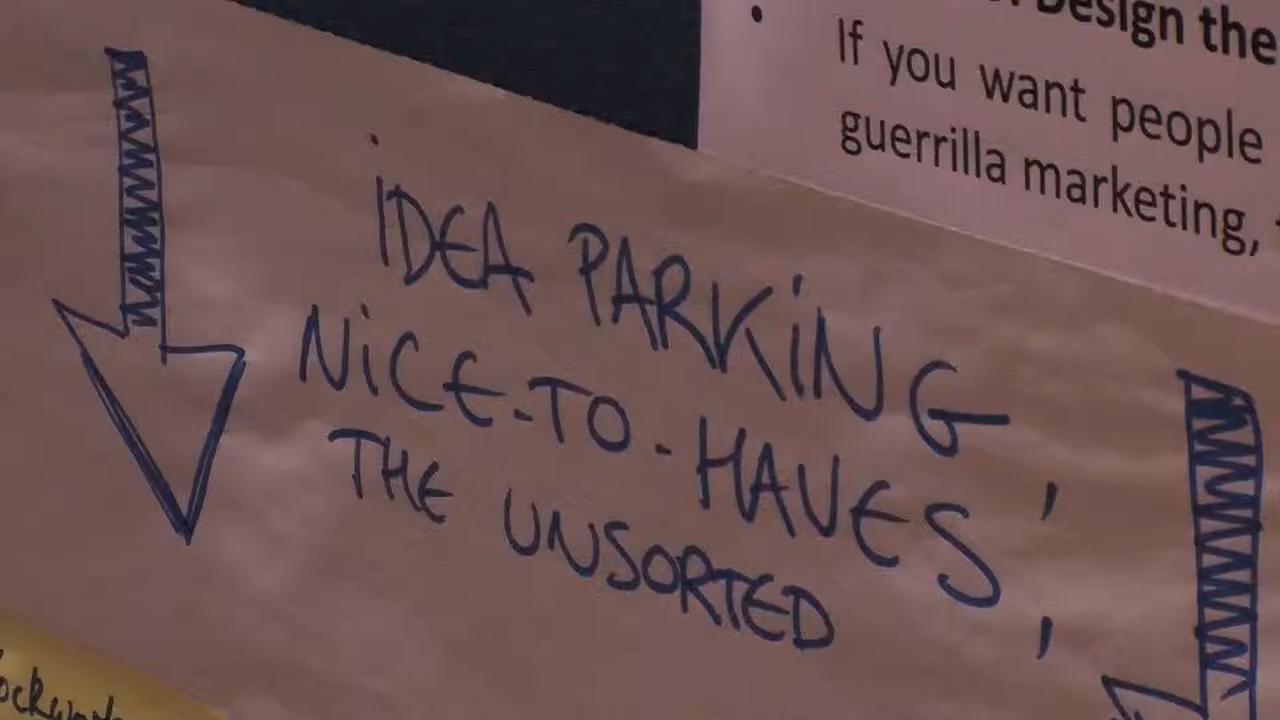 Design the
• If you want people
guerrilla marketing,
IDEA PARKING
NICE-TO-HAVES,
THE UNSORTED